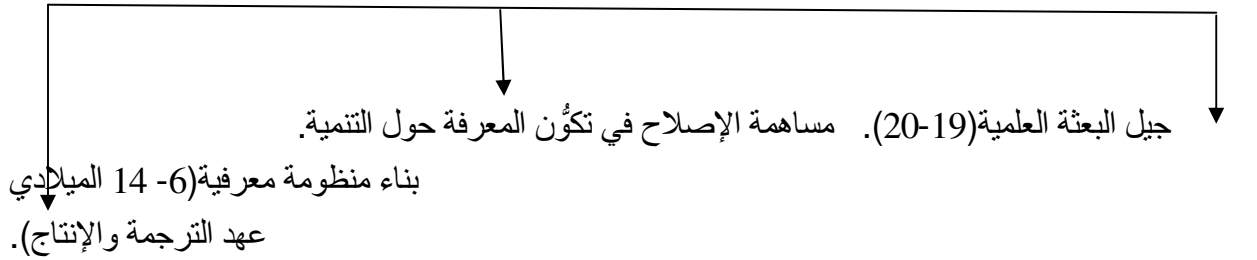 جيل البعثة العلمية(19-20). مساهمة الإصلاح في تكوُّن المعرفة حول التنمية.
بناء منظومة معرفية(6- 14 الميلادي
عهد الترجمة والإنتاج).